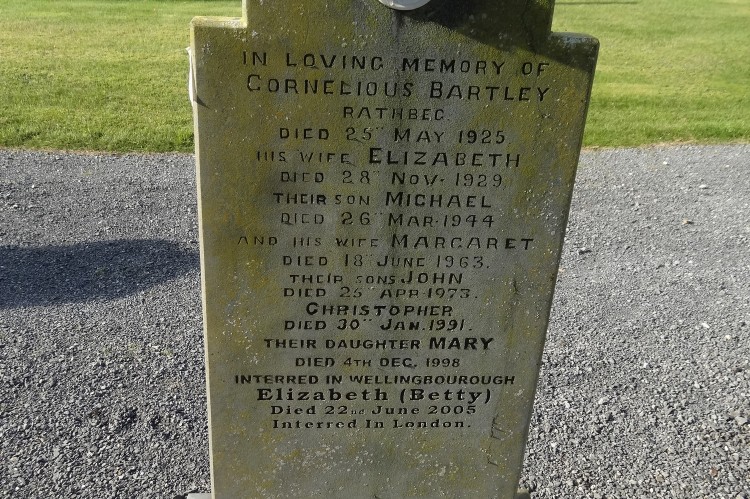 IN LOVING MEMORY OF
CORNELIOUS BARTLEY
RATHBEG.
DIED 25TH MAY 1925
HIS WIFE ELIZABETH
DIED 28TH NOV. 1929
THEIR SON MICHAEL
DIED 26TH MAR. 1944
AND HIS WIFE MARGARET
DIED 18TH JUNE 1963.
THEIR SONS JOHN
DIED 25TH APR. 1973.
CHRISTOPHER
DIED 30TH JAN. 1991.
THEIR DAUGHTER MARY
DIED 4TH DEC. 1998
INTERRED IN WELLINGBOUROUGH
Elizabeth (Betty)
Died 22nd June 2005
Interred In London.